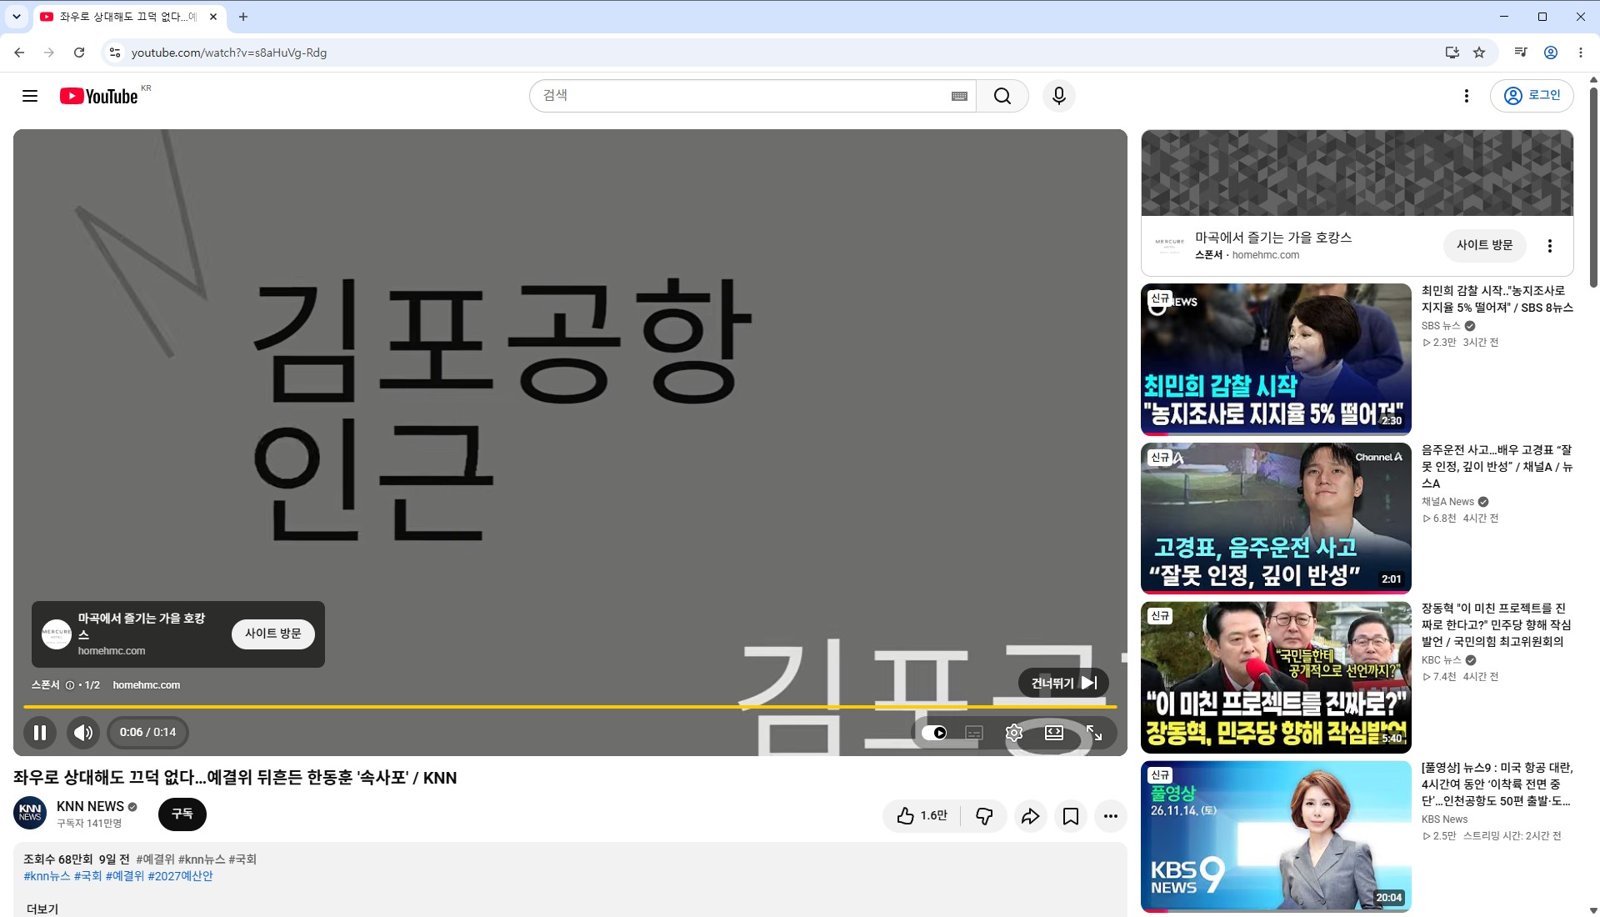 좌우로 상대해도 끄덕 없다...예
youtube.com/watch?v=s8aHuVg-Rdg
YouTube KR
검색
로그인
김포공항
인근
마곡에서 즐기는 가을 호캉
스
homehmc.com
사이트 방문
스폰서 · 1/2 homehmc.com
건너뛰기
0:06 / 0:14
좌우로 상대해도 끄덕 없다...예결위 뒤흔든 한동훈 '속사포' / KNN
KNN NEWS
KNN NEWS
구독자 141만명
구독
1.6만
조회수 68만회 9일 전 #예결위 #knn뉴스 #국회
#knn뉴스 #국회 #예결위 #2027예산안
더보기
MERCURE
마곡에서 즐기는 가을 호캉스
스폰서 · homehmc.com
사이트 방문
신규
NEWS
최민희 감찰 시작
"농지조사로 지지율 5% 떨어져"
2:30
최민희 감찰 시작.."농지조사로
지지율 5% 떨어져" / SBS 8뉴스
SBS 뉴스
2.3만 3시간 전
신규
Channel A
고경표, 음주운전 사고
“잘못 인정, 깊이 반성”
2:01
음주운전 사고…배우 고경표 “잘
못 인정, 깊이 반성” / 채널A / 뉴
스A
채널A News
6.8천 4시간 전
신규
“국민들한테
공개적으로 선언까지?”
“이 미친 프로젝트를 진짜로?”
장동혁, 민주당 향해 작심발언
5:40
장동혁 "이 미친 프로젝트를 진
짜로 한다고?" 민주당 향해 작심
발언 / 국민의힘 최고위원회의
KBC 뉴스
7.4천 4시간 전
신규
풀영상
26.11.14. (토)
KBS NEWS 9
20:04
[풀영상] 뉴스9 : 미국 항공 대란,
4시간여 동안 ‘이착륙 전면 중
단’…인천공항도 50편 출발·도...
KBS News
2.5만 스트리밍 시간: 2시간 전